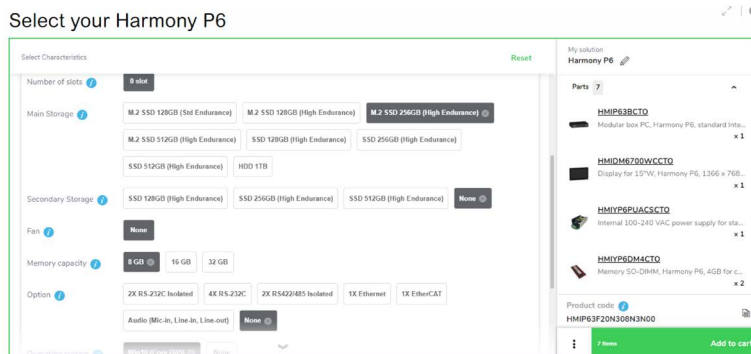 Select your Harmony P6
Select Characteristics
Reset
Number of slots
0 slot
Main Storage
M.2 SSD 128GB (Std Endurance)
M.2 SSD 128GB (High Endurance)
M.2 SSD 256GB (High Endurance)
M.2 SSD 512GB (High Endurance)
SSD 128GB (High Endurance)
SSD 256GB (High Endurance)
SSD 512GB (High Endurance)
HDD 1TB
Secondary Storage
SSD 128GB (High Endurance)
SSD 256GB (High Endurance)
SSD 512GB (High Endurance)
None
Fan
None
Memory capacity
8 GB
16 GB
32 GB
Option
2X RS-232C Isolated
4X RS-232C
2X RS422/485 Isolated
1X Ethernet
1X EtherCAT
Audio (Mic-in, Line-in, Line-out)
None
None
My solution
Harmony P6
Parts 7
HMIP63BCTO
Modular box PC, Harmony P6, standard Inte...
x 1
HMIDM6700WCCTO
Display for 15"W, Harmony P6, 1366 x 768...
x 1
HMIYP6PUACSCTO
Internal 100-240 VAC power supply for sta...
x 1
HMIYP6DM4CTO
Memory SO-DIMM, Harmony P6, 4GB for c...
x 2
Product code
HMIP63F20N308N3N00
7 Items
Add to cart